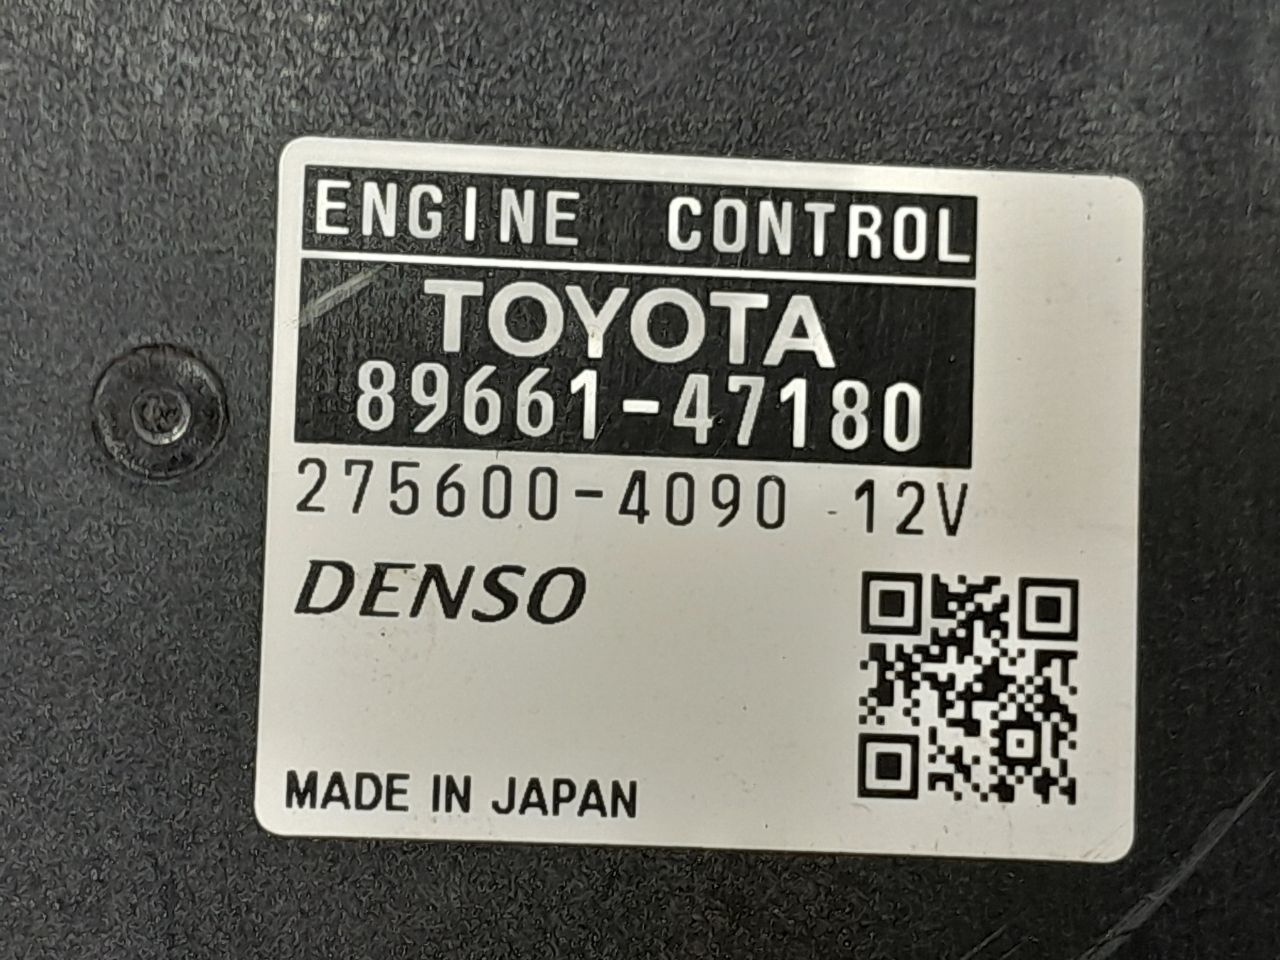 ENGINE CONTROL
TOYOTA
89661-47180
275600-4090 12V
DENSO
MADE IN JAPAN